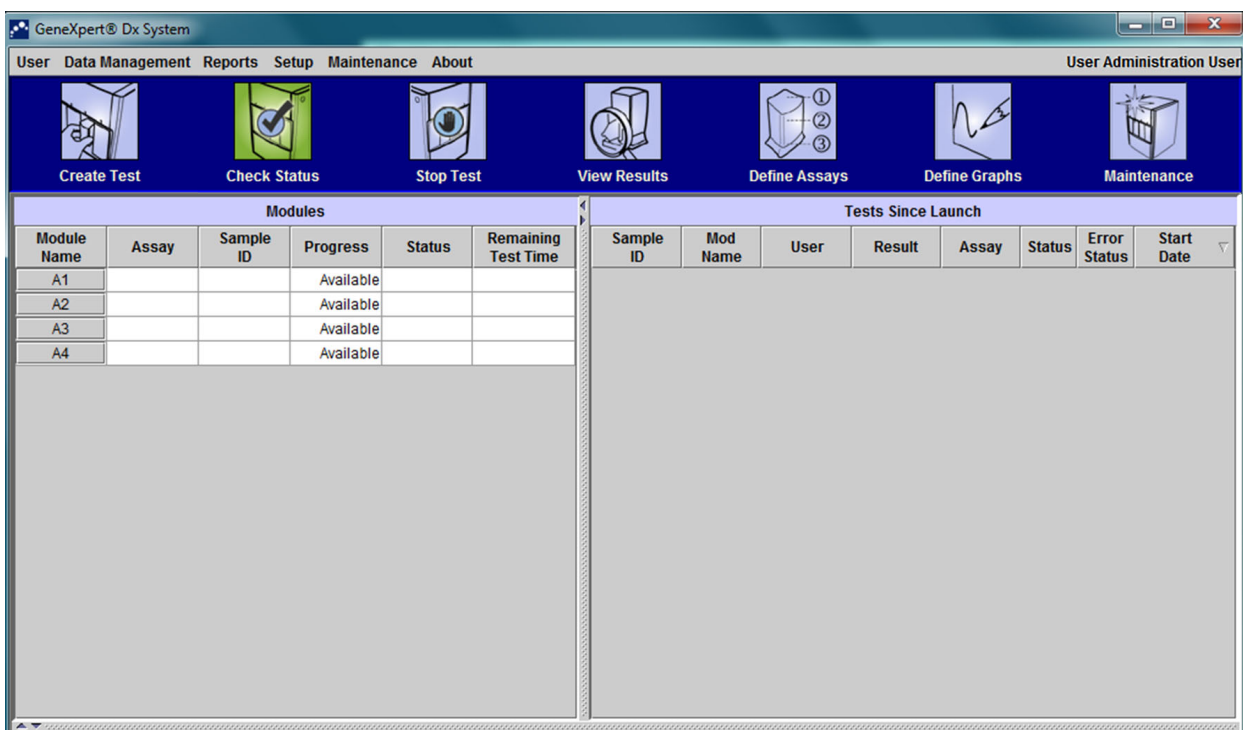 GeneXpert® Dx System
User Data Management Reports Setup Maintenance About User Administration User
Create Test Check Status Stop Test View Results Define Assays Define Graphs Maintenance
Modules
Module Name Assay Sample ID Progress Status Remaining Test Time
A1 Available
A2 Available
A3 Available
A4 Available
Tests Since Launch
Sample ID Mod Name User Result Assay Status Error Status Start Date
① ② ③